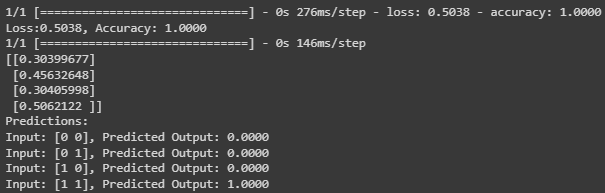 1/1 [==============================] - 0s 276ms/step - loss: 0.5038 - accuracy: 1.0000
Loss:0.5038, Accuracy: 1.0000
1/1 [==============================] - 0s 146ms/step
[[0.30399677]
 [0.45632648]
 [0.30405998]
 [0.5062122 ]]
Predictions:
Input: [0 0], Predicted Output: 0.0000
Input: [0 1], Predicted Output: 0.0000
Input: [1 0], Predicted Output: 0.0000
Input: [1 1], Predicted Output: 1.0000